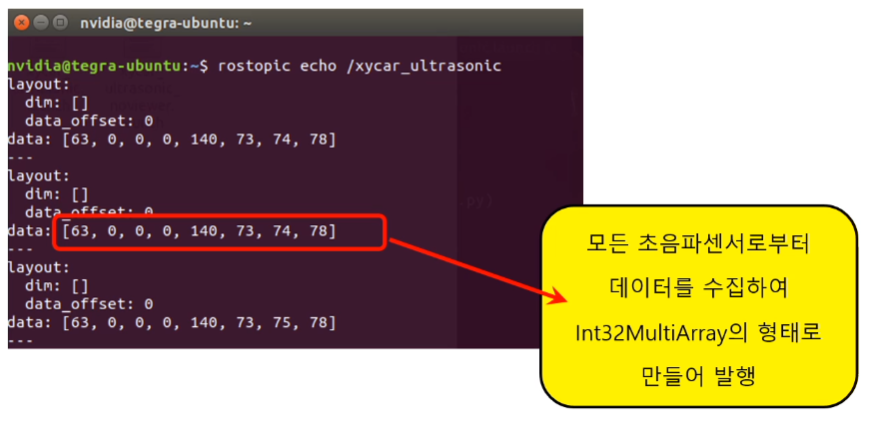 nvidia@tegra-ubuntu: ~
nvidia@tegra-ubuntu:~$ rostopic echo /xycar_ultrasonic
layout:
  dim: []
  data_offset: 0
data: [63, 0, 0, 0, 140, 73, 74, 78]
---
layout:
  dim: []
  data_offset: 0
data: [63, 0, 0, 0, 140, 73, 74, 78]
---
layout:
  dim: []
  data_offset: 0
data: [63, 0, 0, 0, 140, 73, 75, 78]
---
모든 초음파센서로부터
데이터를 수집하여
Int32MultiArray의 형태로
만들어 발행